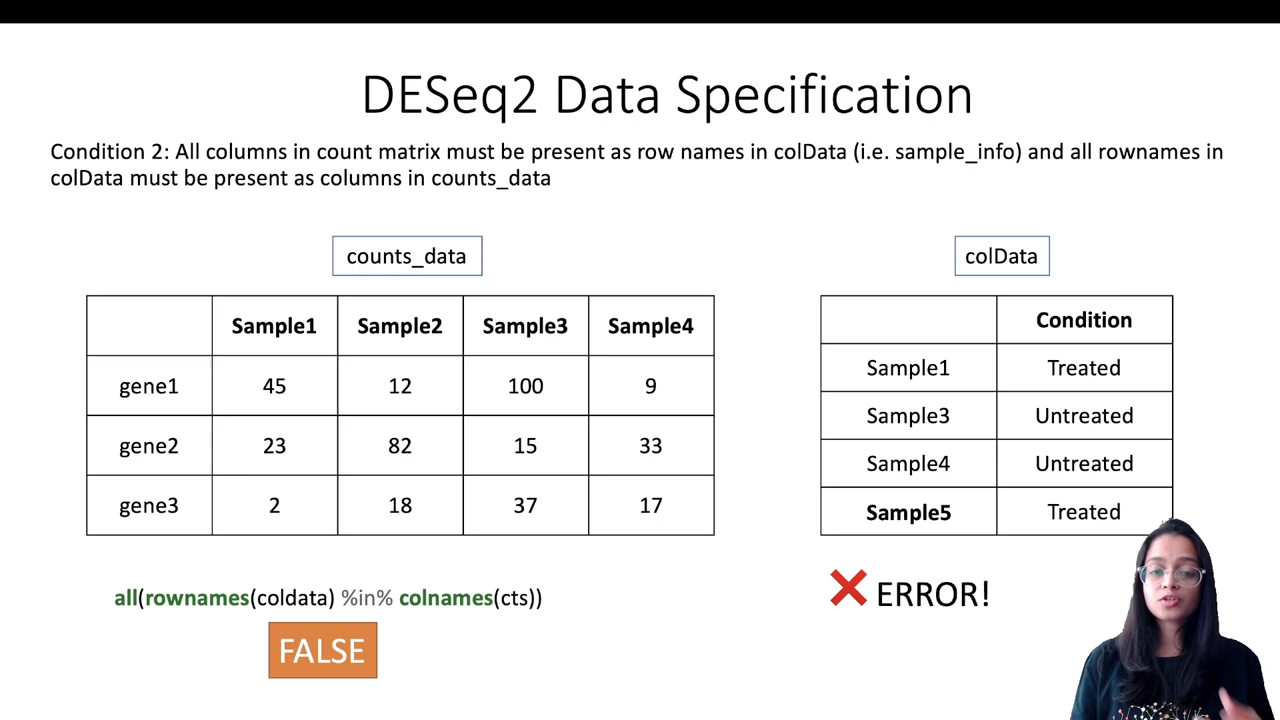 DESeq2 Data Specification
Condition 2: All columns in count matrix must be present as row names in colData (i.e. sample_info) and all rownames in
colData must be present as columns in counts_data
counts_data
Sample1 Sample2 Sample3 Sample4
gene1 45 12 100 9
gene2 23 82 15 33
gene3 2 18 37 17
all(rownames(coldata) %in% colnames(cts))
FALSE
colData
Condition
Sample1 Treated
Sample3 Untreated
Sample4 Untreated
Sample5 Treated
❌ ERROR!